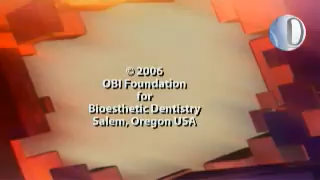 © 2006
OBI Foundation
for
Bioesthetic Dentistry
Salem, Oregon USA